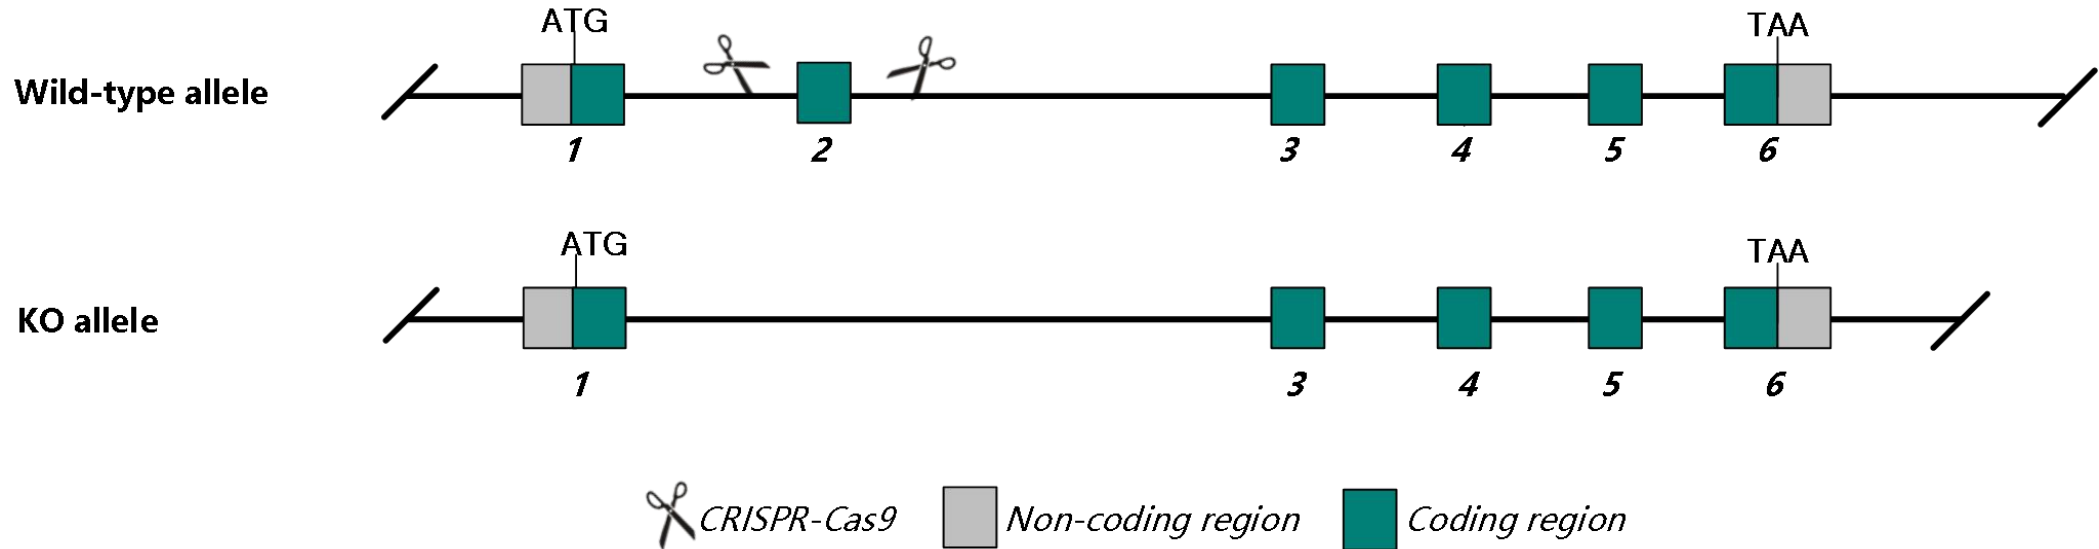 ATG TAA
Wild-type allele
1 2 3 4 5 6
ATG TAA
KO allele
1 3 4 5 6
CRISPR-Cas9 Non-coding region Coding region